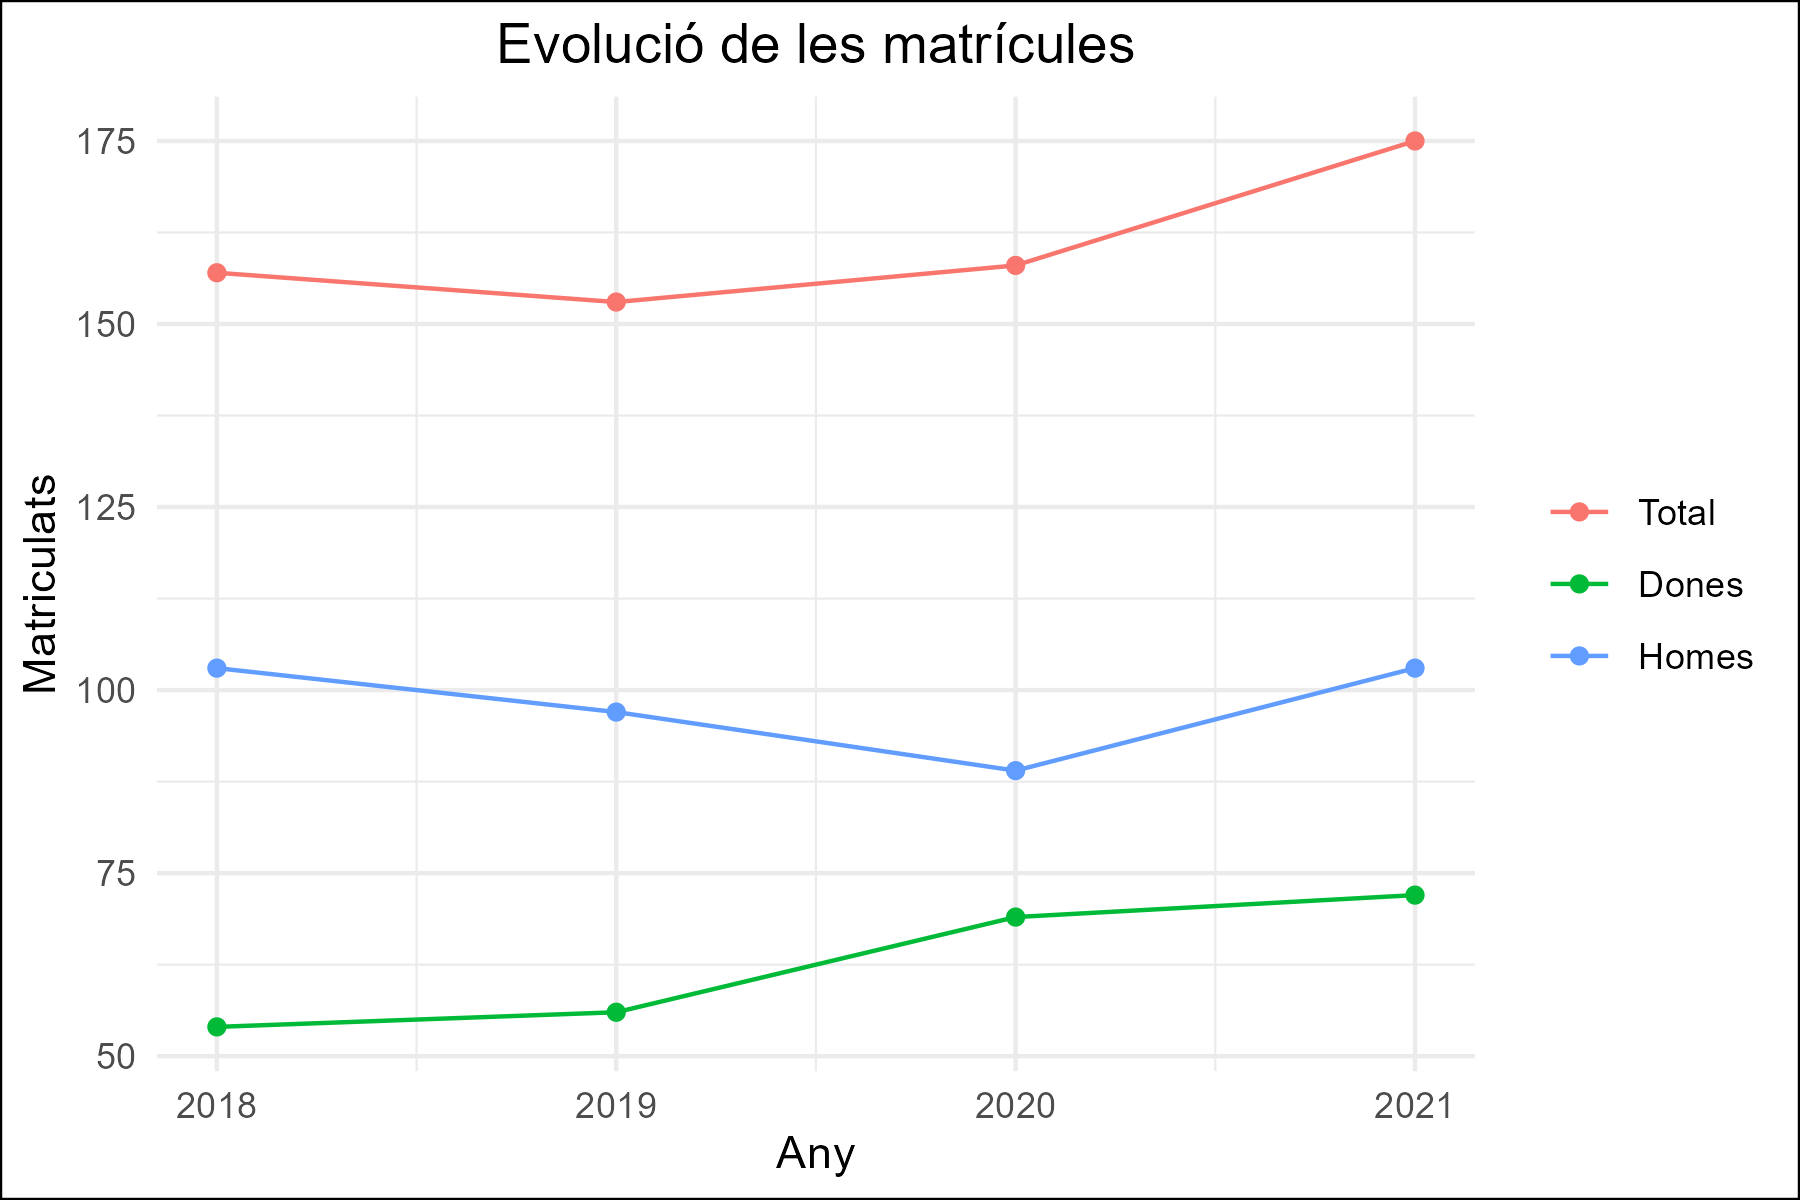 Evolució de les matrícules
Matriculats
175
150
125
100
75
50
2018 2019 2020 2021
Any
Total
Dones
Homes